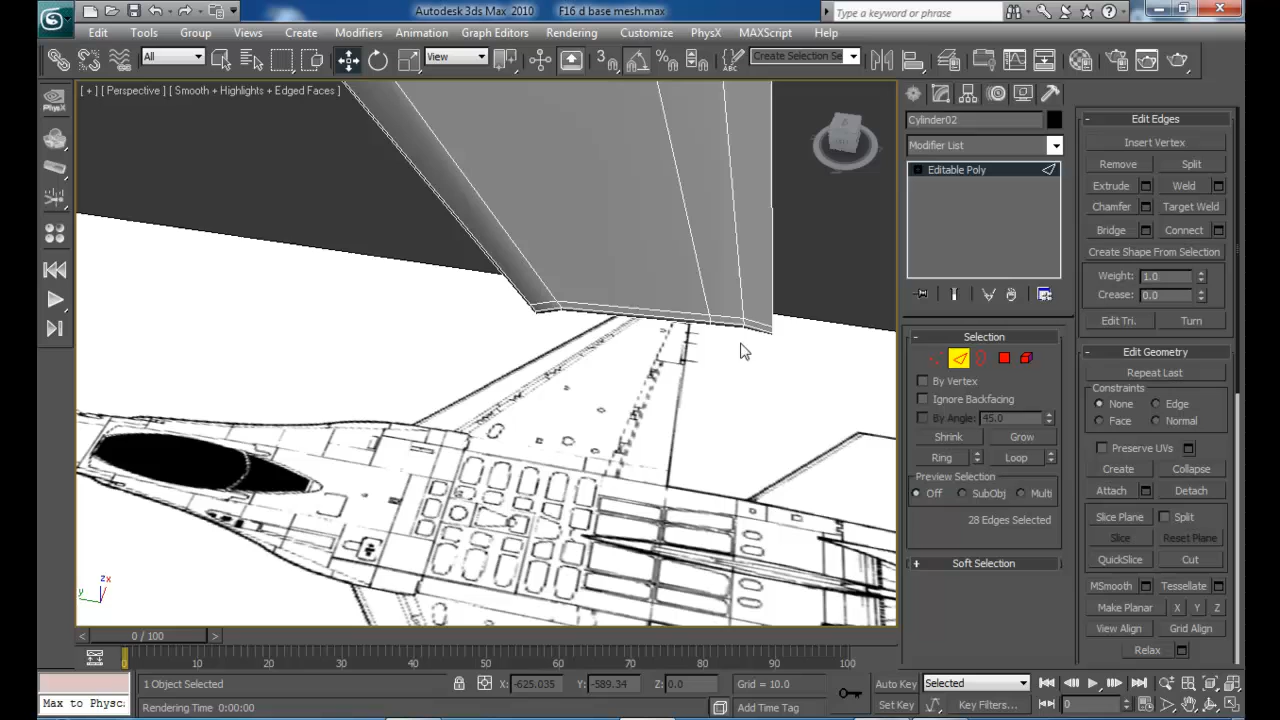 Autodesk 3ds Max 2010    F16 d base mesh.max
Type a keyword or phrase
Edit Tools Group Views Create Modifiers Animation Graph Editors Rendering Customize PhysX MAXScript Help
All View Create Selection Se
[ + ] [ Perspective ] [ Smooth + Highlights + Edged Faces ]
PhysX
Cylinder02
Modifier List
Editable Poly
Selection
By Vertex
Ignore Backfacing
By Angle: 45.0
Shrink Grow
Ring Loop
Preview Selection
Off SubObj Multi
28 Edges Selected
Soft Selection
Edit Edges
Insert Vertex
Remove Split
Extrude Weld
Chamfer Target Weld
Bridge Connect
Create Shape From Selection
Weight: 1.0
Crease: 0.0
Edit Tri. Turn
Edit Geometry
Repeat Last
Constraints
None Edge
Face Normal
Preserve UVs
Create Collapse
Attach Detach
Slice Plane Split
Slice Reset Plane
QuickSlice Cut
MSmooth Tessellate
Make Planar X Y Z
View Align Grid Align
Relax
z x
y
< 0 / 100 >
0 10 20 30 40 50 60 70 80 90 100
1 Object Selected X: -625.035 Y: -589.34 Z: 0.0 Grid = 10.0 Auto Key Selected
Max to Physc. Rendering Time 0:00:00 Add Time Tag Set Key Key Filters... 0